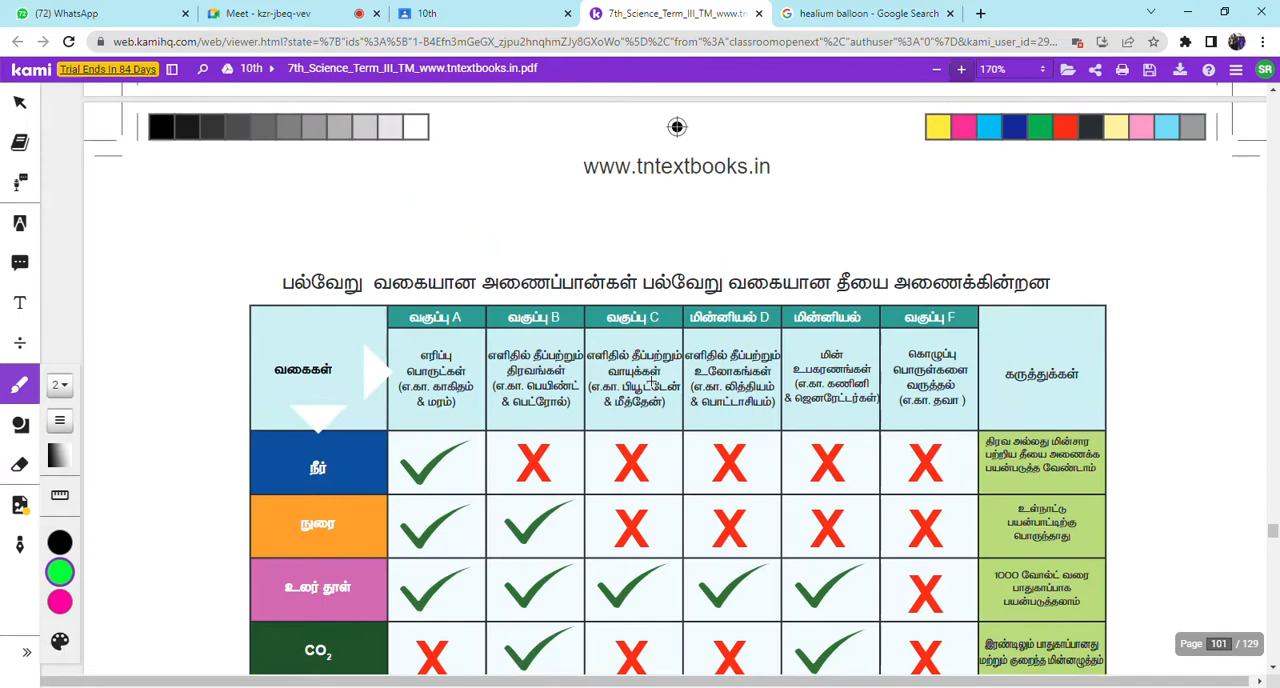 (72) WhatsApp
Meet - kzr-jbeq-vev
10th
7th_Science_Term_III_TM_www.tn
healium balloon - Google Search
web.kamihq.com/web/viewer.html?state=%7B"ids"%3A%5B"1-B4Efn3mGeGX_zjpu2hnqhmZJy8GXoWo"%5D%2C"from"%3A"classroomopennext"%2C"authuser"%3A"0"%7D&kami_user_id=29...
kami
Trial Ends In 84 Days
10th
7th_Science_Term_III_TM_www.tntextbooks.in.pdf
170%
SR
www.tntextbooks.in
பல்வேறு வகையான அணைப்பான்கள் பல்வேறு வகையான தீயை அணைக்கின்றன
வகைகள்
வகுப்பு A
வகுப்பு B
வகுப்பு C
மின்னியல் D
மின்னியல்
வகுப்பு F
எரிப்பு
பொருட்கள்
(எ.கா. காகிதம்
& மரம்)
எளிதில் தீப்பற்றும்
திரவங்கள்
(எ.கா. பெயிண்ட்
& பெட்ரோல்)
எளிதில் தீப்பற்றும்
வாயுக்கள்
(எ.கா. பியூட்டேன்
& மீத்தேன்)
எளிதில் தீப்பற்றும்
உலோகங்கள்
(எ.கா. லித்தியம்
& பொட்டாசியம்)
மின்
உபகரணங்கள்
(எ.கா. கணினி
& ஜெனரேட்டர்கள்)
கொழுப்பு
பொருள்களை
வருத்தல்
(எ.கா. தவா )
கருத்துக்கள்
நீர்
X X X X X
திரவ அல்லது மின்சார
பற்றிய தீயை அணைக்க
பயன்படுத்த வேண்டாம்
நுரை
X X X X
உள்நாட்டு
பயன்பாட்டிற்கு
பொருந்தாது
உலர் தூள்
X
1000 வோல்ட் வரை
பாதுகாப்பாக
பயன்படுத்தலாம்
CO2
X X X X
இரண்டிலும் பாதுகாப்பானது
மற்றும் குறைந்த மின்னழுத்தம்
2
Page 101 / 129